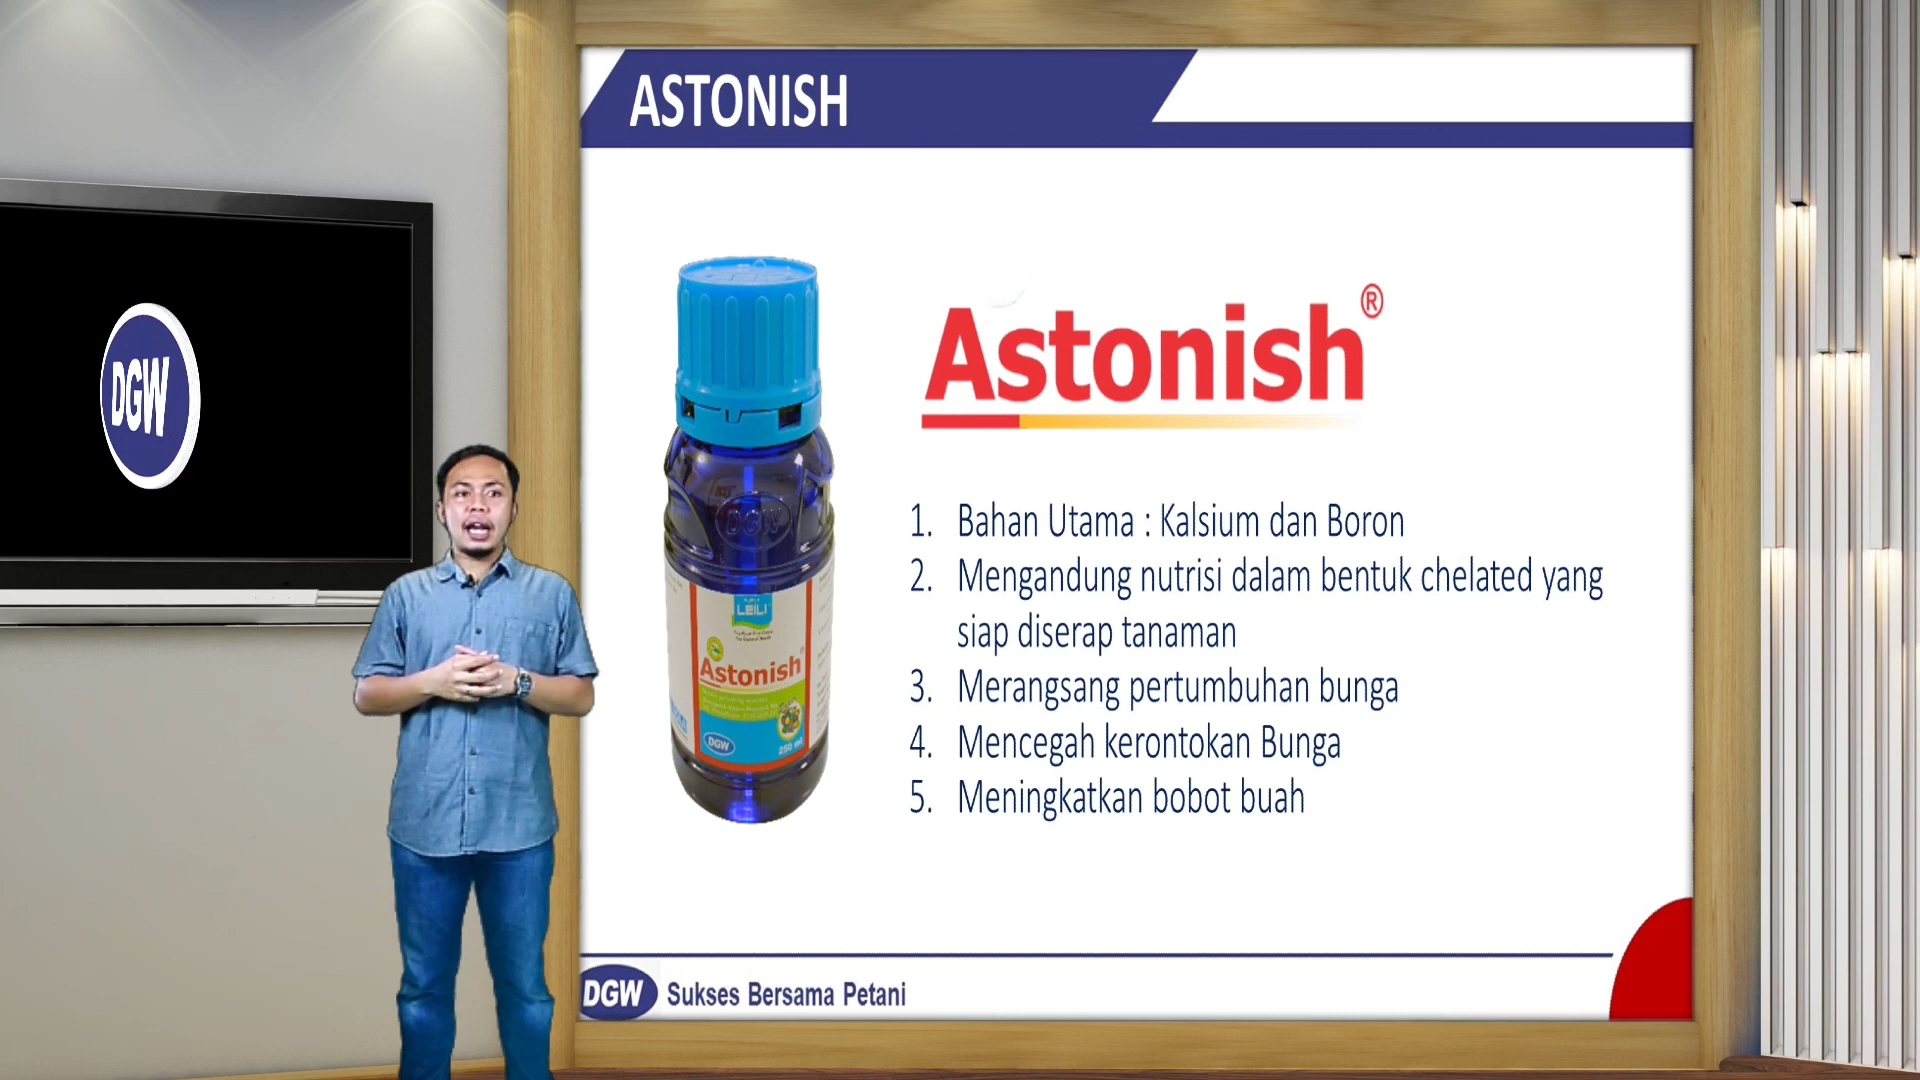 ASTONISH
DGW
Astonish®
DGW
LEILI
Astonish
DGW
250 ml
1. Bahan Utama : Kalsium dan Boron
2. Mengandung nutrisi dalam bentuk chelated yang
siap diserap tanaman
3. Merangsang pertumbuhan bunga
4. Mencegah kerontokan Bunga
5. Meningkatkan bobot buah
DGW Sukses Bersama Petani